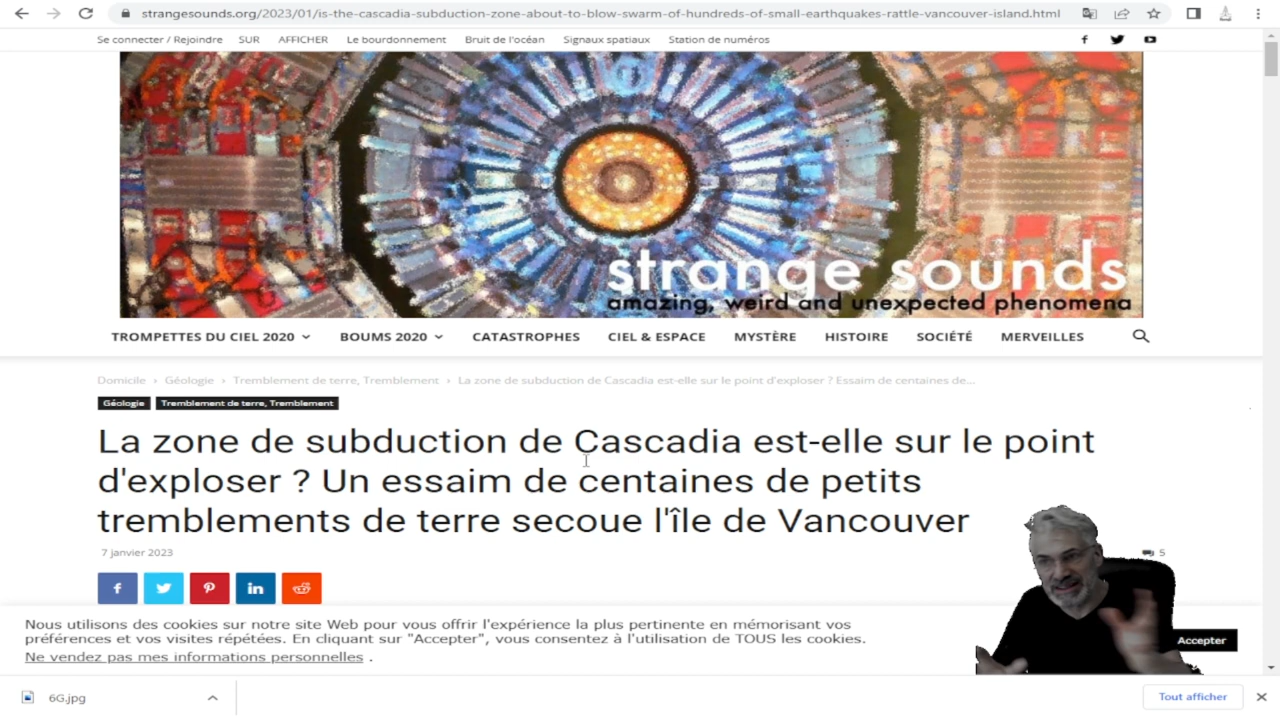 strangesounds.org/2023/01/is-the-cascadia-subduction-zone-about-to-blow-swarm-of-hundreds-of-small-earthquakes-rattle-vancouver-island.html
Se connecter / Rejoindre SUR AFFICHER Le bourdonnement Bruit de l'océan Signaux spatiaux Station de numéros
strange sounds
amazing, weird and unexpected phenomena
TROMPETTES DU CIEL 2020 BOUMS 2020 CATASTROPHES CIEL & ESPACE MYSTÈRE HISTOIRE SOCIÉTÉ MERVEILLES
Domicile › Géologie › Tremblement de terre, Tremblement › La zone de subduction de Cascadia est-elle sur le point d'exploser ? Essaim de centaines de...
Géologie Tremblement de terre, Tremblement
La zone de subduction de Cascadia est-elle sur le point
d'exploser ? Un essaim de centaines de petits
tremblements de terre secoue l'île de Vancouver
7 janvier 2023
5
Nous utilisons des cookies sur notre site Web pour vous offrir l'expérience la plus pertinente en mémorisant vos
préférences et vos visites répétées. En cliquant sur "Accepter", vous consentez à l'utilisation de TOUS les cookies.
Ne vendez pas mes informations personnelles .
Accepter
6G.jpg
Tout afficher